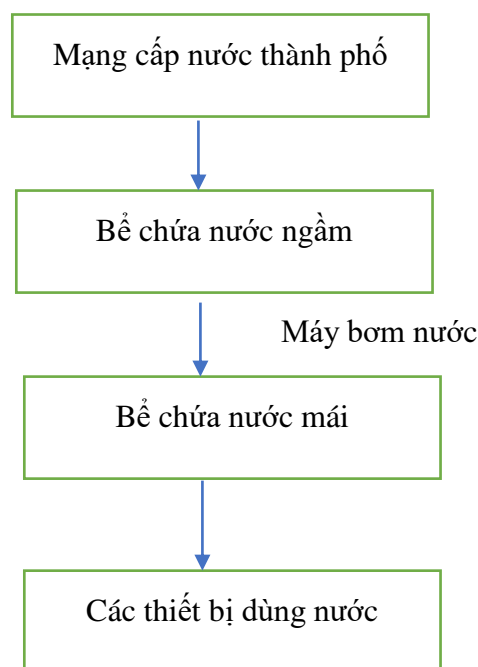 Mạng cấp nước thành phố
Bể chứa nước ngầm
Máy bơm nước
Bể chứa nước mái
Các thiết bị dùng nước